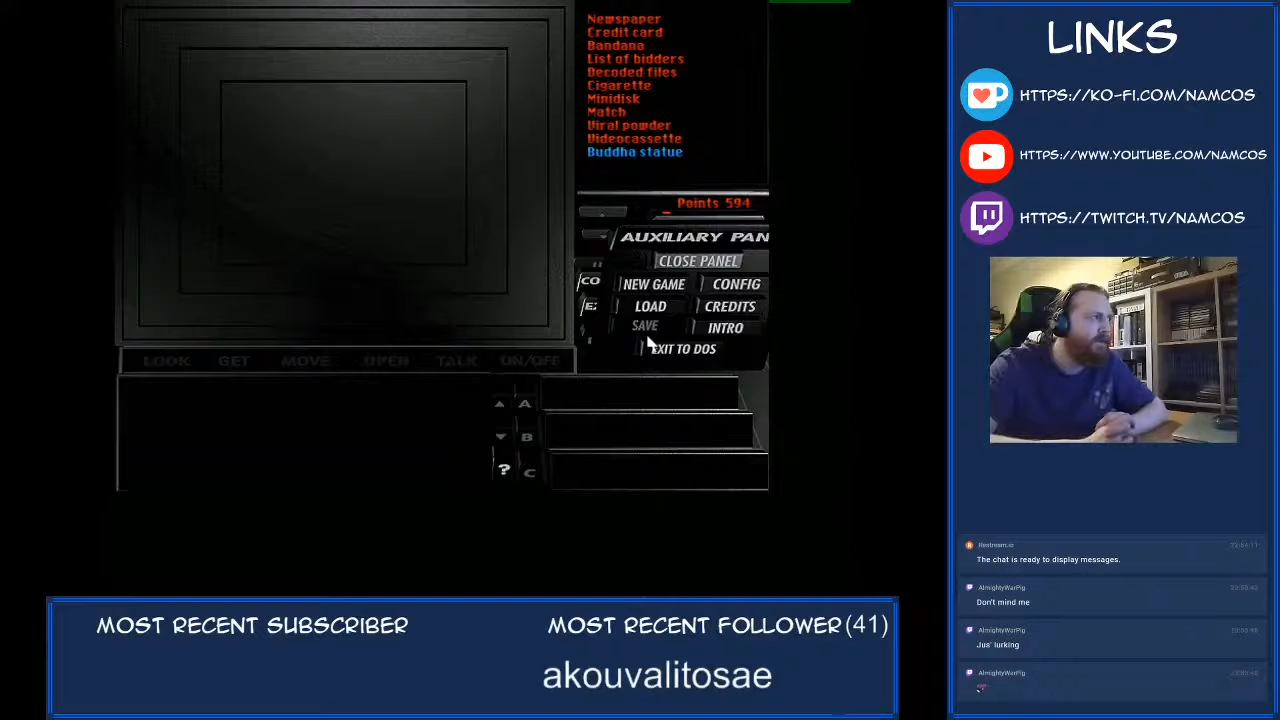 Newspaper
Credit card
Bandana
List of bidders
Decoded files
Cigarette
Minidisk
Match
Viral powder
Videocassette
Buddha statue
Points 594
AUXILIARY PAN
CLOSE PANEL
NEW GAME CONFIG
LOAD CREDITS
SAVE INTRO
EXIT TO DOS
CO
LOOK GET MOVE OPEN TALK ON/OFF
A
B
? C
LINKS
HTTPS://KO-FI.COM/NAMCOS
HTTPS://WWW.YOUTUBE.COM/NAMCOS
HTTPS://TWITCH.TV/NAMCOS
Restream.io
The chat is ready to display messages.
AlmightyWarPig
Don't mind me
AlmightyWarPig
Jus' lurking
AlmightyWarPig
MOST RECENT SUBSCRIBER
MOST RECENT FOLLOWER (41)
akouvalitosae